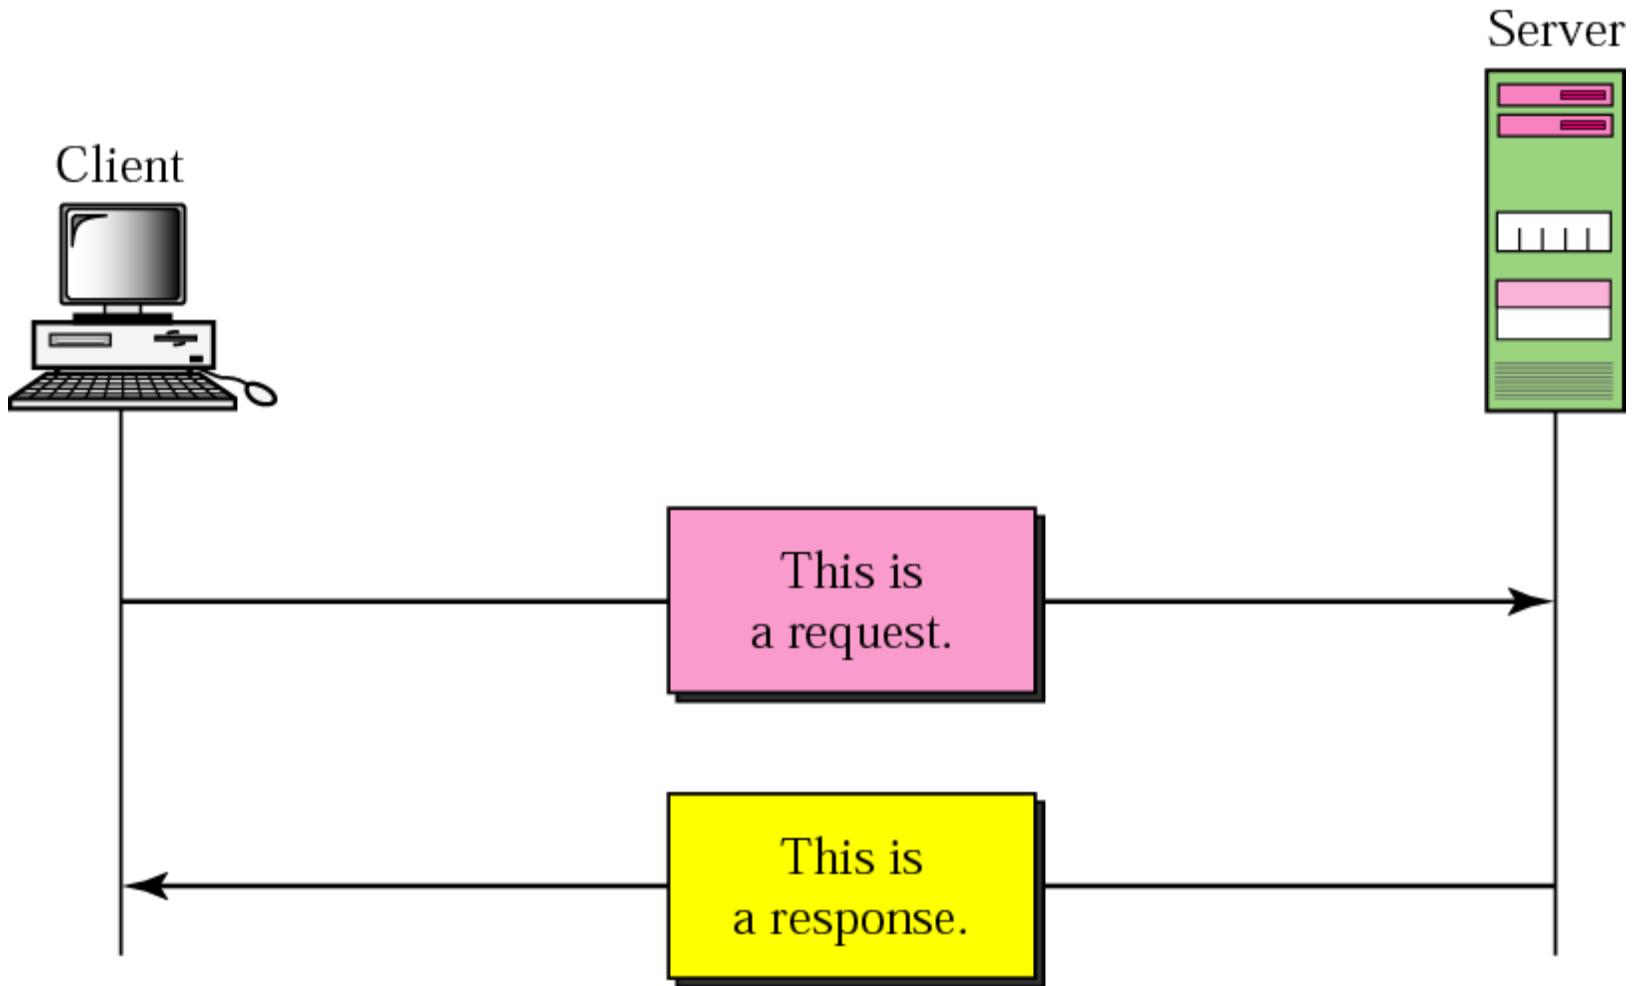 Server
Client
This is
a request.
This is
a response.